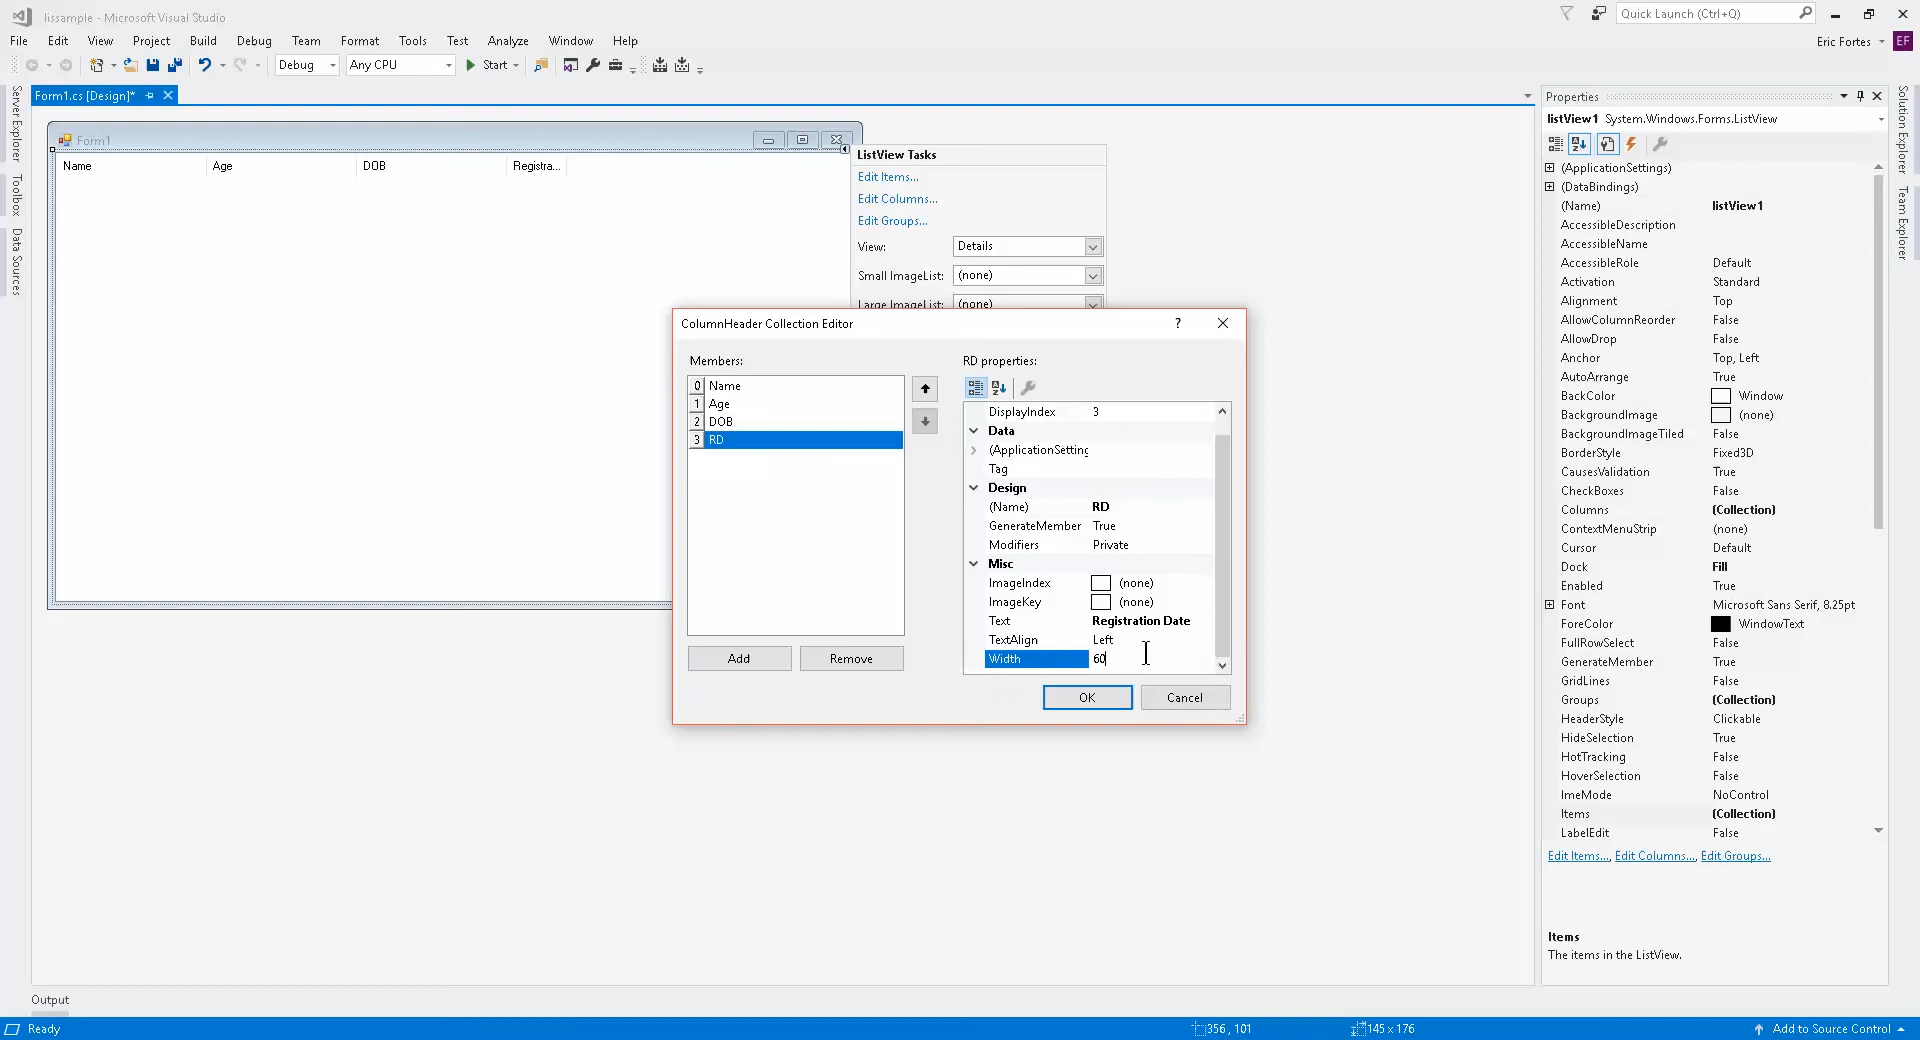 lissample - Microsoft Visual Studio
Quick Launch (Ctrl+Q)
File Edit View Project Build Debug Team Format Tools Test Analyze Window Help
Eric Fortes EF
Debug Any CPU Start
Form1.cs [Design]*
Server Explorer
Toolbox
Data Sources
Form1
Name Age DOB Registra...
ListView Tasks
Edit Items...
Edit Columns...
Edit Groups...
View: Details
Small ImageList: (none)
Large ImageList: (none)
ColumnHeader Collection Editor ?
Members:
0 Name
1 Age
2 DOB
3 RD
Add Remove
RD properties:
DisplayIndex 3
Data
(ApplicationSetting
Tag
Design
(Name) RD
GenerateMember True
Modifiers Private
Misc
ImageIndex (none)
ImageKey (none)
Text Registration Date
TextAlign Left
Width 60
OK Cancel
Properties
listView1 System.Windows.Forms.ListView
(ApplicationSettings)
(DataBindings)
(Name) listView1
AccessibleDescription
AccessibleName
AccessibleRole Default
Activation Standard
Alignment Top
AllowColumnReorder False
AllowDrop False
Anchor Top, Left
AutoArrange True
BackColor Window
BackgroundImage (none)
BackgroundImageTiled False
BorderStyle Fixed3D
CausesValidation True
CheckBoxes False
Columns (Collection)
ContextMenuStrip (none)
Cursor Default
Dock Fill
Enabled True
Font Microsoft Sans Serif, 8.25pt
ForeColor WindowText
FullRowSelect False
GenerateMember True
GridLines False
Groups (Collection)
HeaderStyle Clickable
HideSelection True
HotTracking False
HoverSelection False
ImeMode NoControl
Items (Collection)
LabelEdit False
Edit Items..., Edit Columns..., Edit Groups...
Items
The items in the ListView.
Solution Explorer
Team Explorer
Output
Ready 356 , 101 145 x 176 Add to Source Control